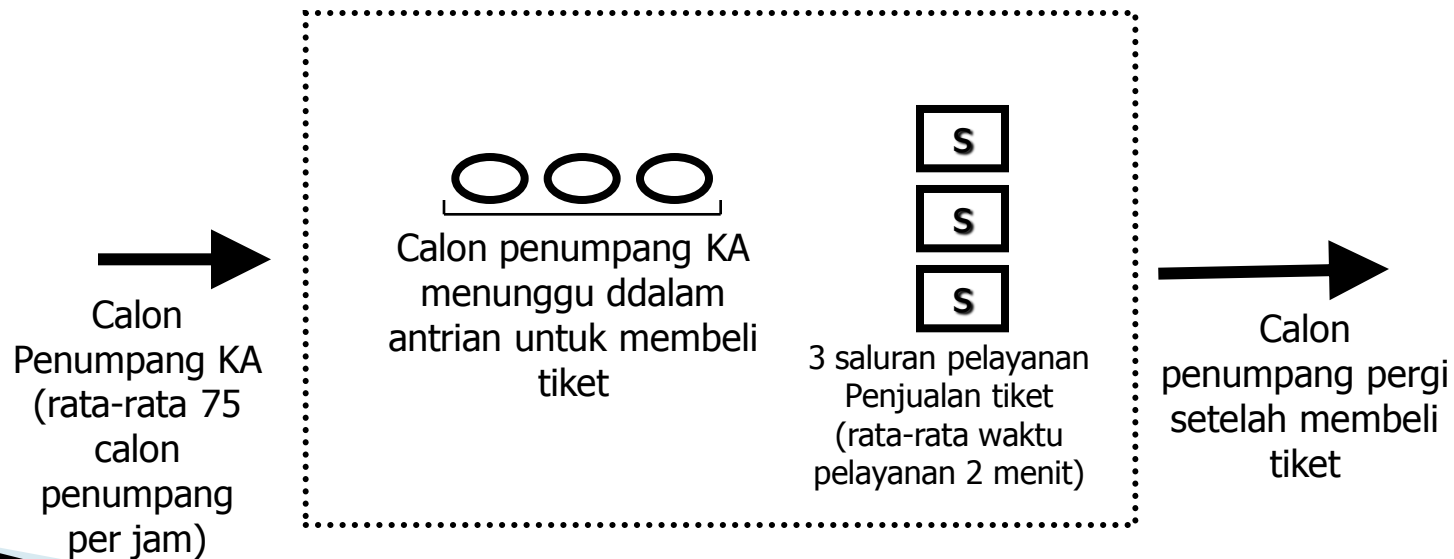 Calon
Penumpang KA
(rata-rata 75
calon
penumpang
per jam)
Calon penumpang KA
menunggu ddalam
antrian untuk membeli
tiket
S
S
S
3 saluran pelayanan
Penjualan tiket
(rata-rata waktu
pelayanan 2 menit)
Calon
penumpang pergi
setelah membeli
tiket